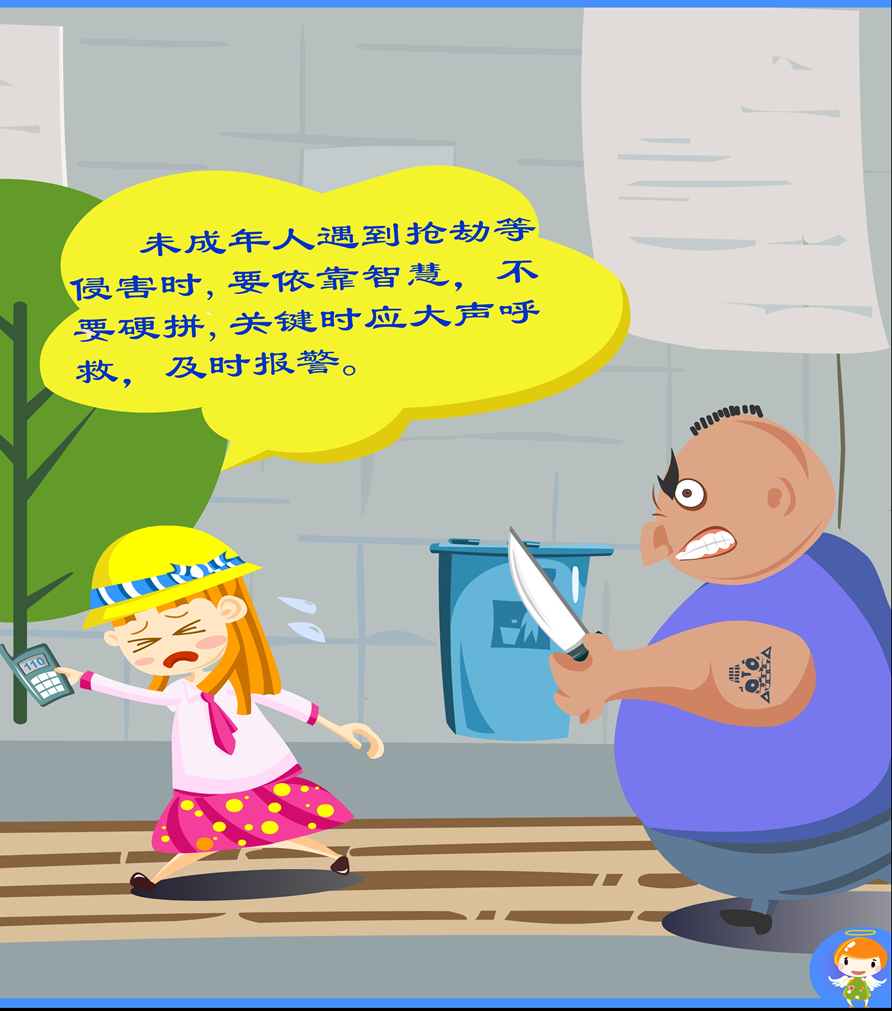 未成年人遇到抢劫等
侵害时,要依靠智慧，不
要硬拼,关键时应大声呼
救，及时报警。
110